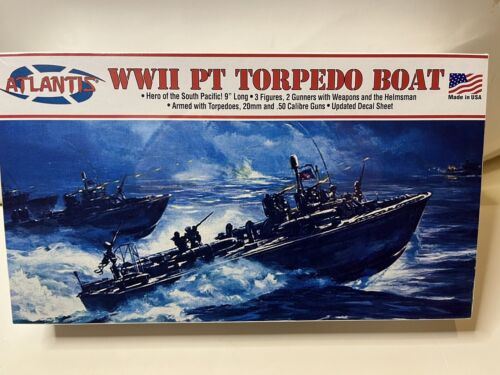 ATLANTIS®
WWII PT TORPEDO BOAT
• Hero of the South Pacific! 9" Long • 3 Figures, 2 Gunners with Weapons and the Helmsman
• Armed with Torpedoes, 20mm and .50 Calibre Guns • Updated Decal Sheet
Made in USA